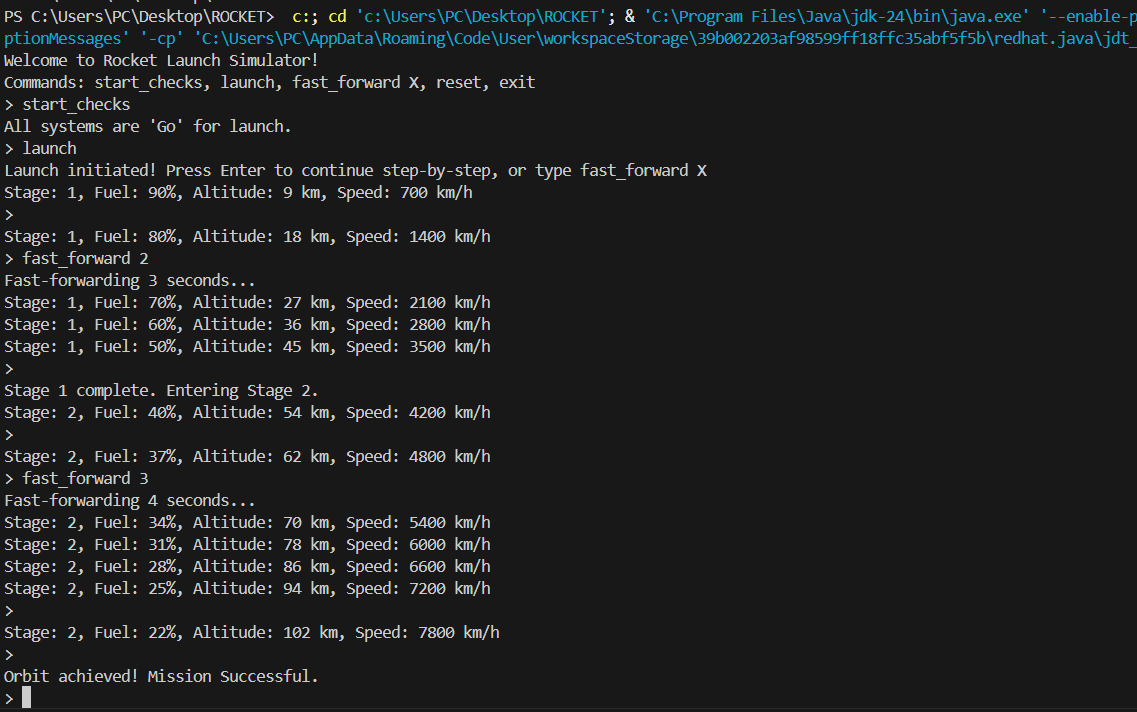 PS C:\Users\PC\Desktop\ROCKET>  c:; cd 'c:\Users\PC\Desktop\ROCKET'; & 'C:\Program Files\Java\jdk-24\bin\java.exe' '--enable-p
ptionMessages' '-cp' 'C:\Users\PC\AppData\Roaming\Code\User\workspaceStorage\39b002203af98599ff18ffc35abf5f5b\redhat.java\jdt_
Welcome to Rocket Launch Simulator!
Commands: start_checks, launch, fast_forward X, reset, exit
> start_checks
All systems are 'Go' for launch.
> launch
Launch initiated! Press Enter to continue step-by-step, or type fast_forward X
Stage: 1, Fuel: 90%, Altitude: 9 km, Speed: 700 km/h
>
Stage: 1, Fuel: 80%, Altitude: 18 km, Speed: 1400 km/h
> fast_forward 2
Fast-forwarding 3 seconds...
Stage: 1, Fuel: 70%, Altitude: 27 km, Speed: 2100 km/h
Stage: 1, Fuel: 60%, Altitude: 36 km, Speed: 2800 km/h
Stage: 1, Fuel: 50%, Altitude: 45 km, Speed: 3500 km/h
>
Stage 1 complete. Entering Stage 2.
Stage: 2, Fuel: 40%, Altitude: 54 km, Speed: 4200 km/h
>
Stage: 2, Fuel: 37%, Altitude: 62 km, Speed: 4800 km/h
> fast_forward 3
Fast-forwarding 4 seconds...
Stage: 2, Fuel: 34%, Altitude: 70 km, Speed: 5400 km/h
Stage: 2, Fuel: 31%, Altitude: 78 km, Speed: 6000 km/h
Stage: 2, Fuel: 28%, Altitude: 86 km, Speed: 6600 km/h
Stage: 2, Fuel: 25%, Altitude: 94 km, Speed: 7200 km/h
>
Stage: 2, Fuel: 22%, Altitude: 102 km, Speed: 7800 km/h
>
Orbit achieved! Mission Successful.
>